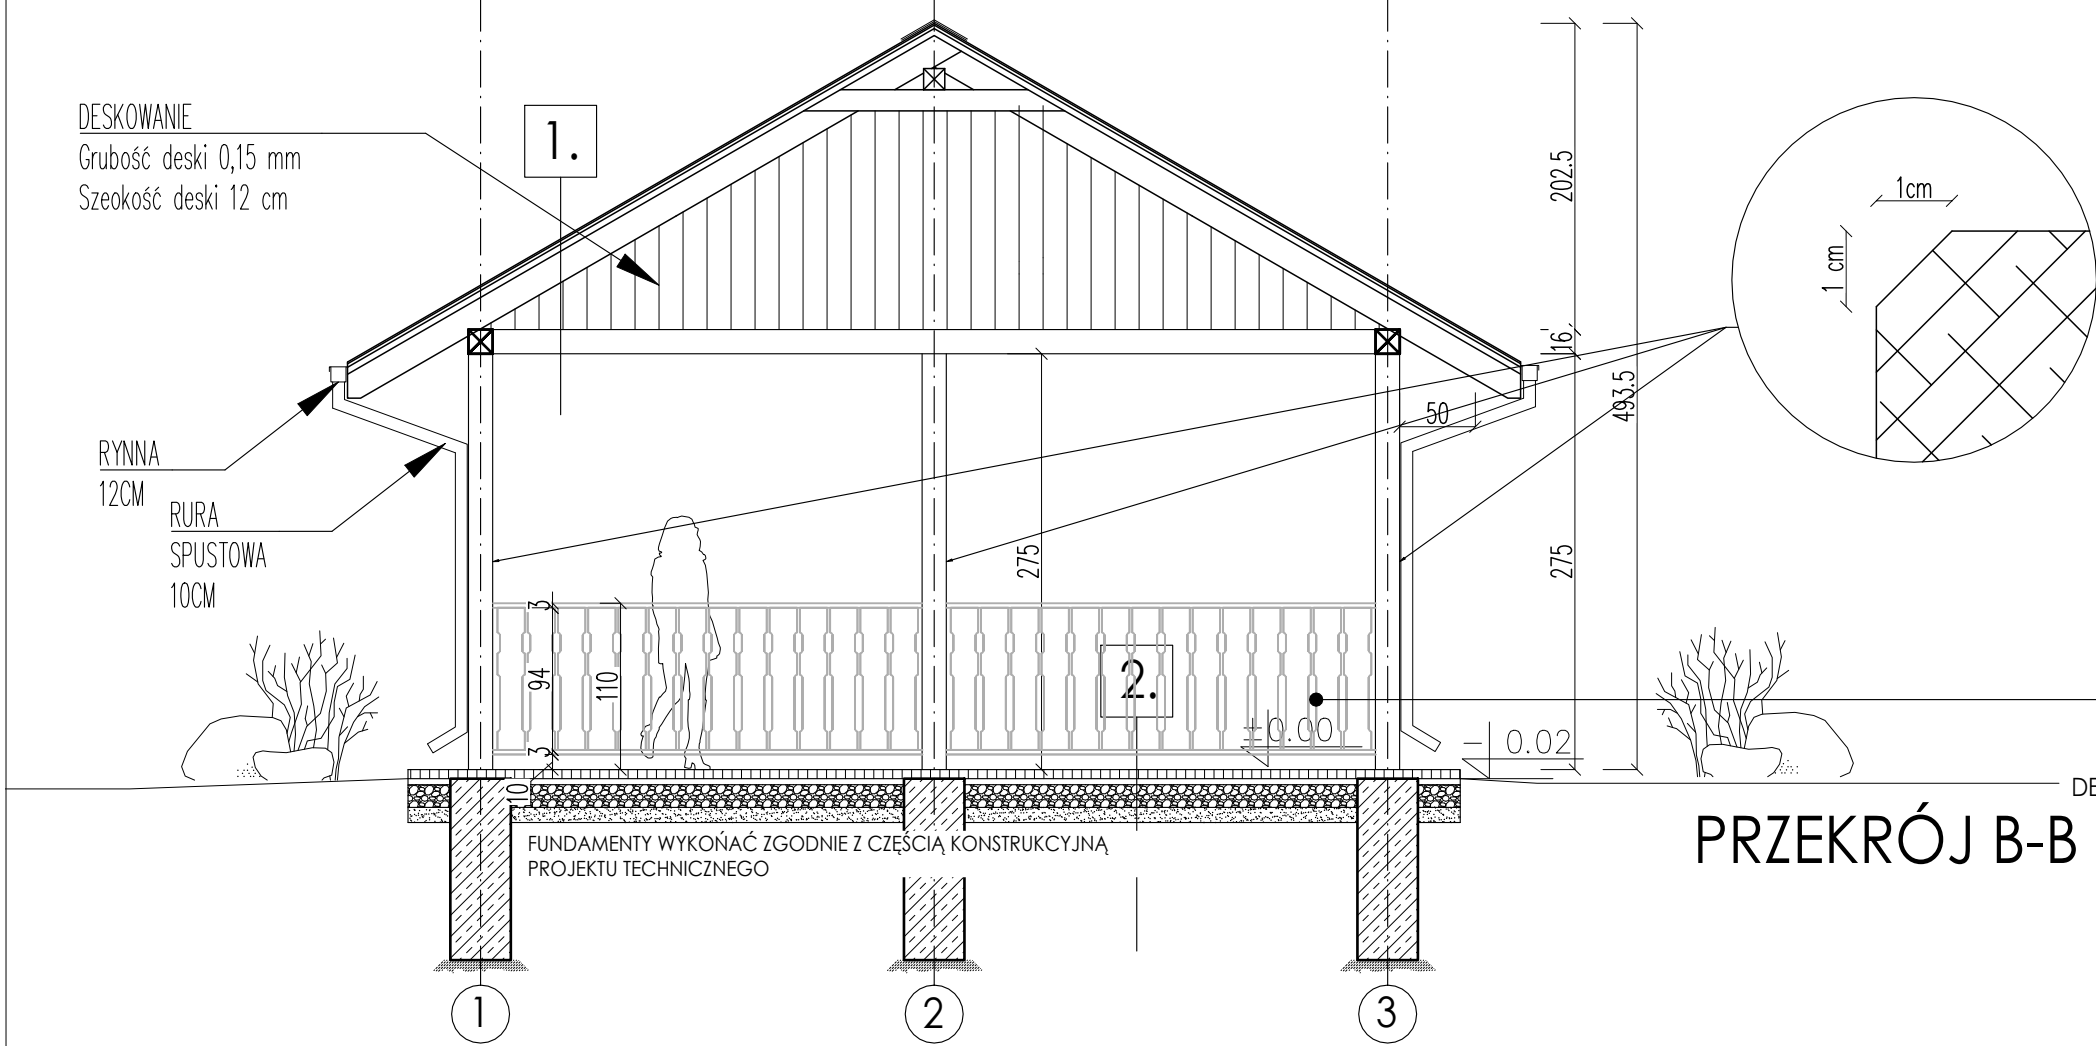 DESKOWANIE
Grubość deski 0,15 mm
Szeokość deski 12 cm
1.
202.5
1cm
1 cm
16
493.5
50
RYNNA
12CM
RURA
SPUSTOWA
10CM
275
275
3
94
110
3
10
2.
±0.00
- 0.02
DE
FUNDAMENTY WYKOŃAĆ ZGODNIE Z CZĘŚCIĄ KONSTRUKCYJNĄ
PROJEKTU TECHNICZNEGO
PRZEKRÓJ B-B
1
2
3